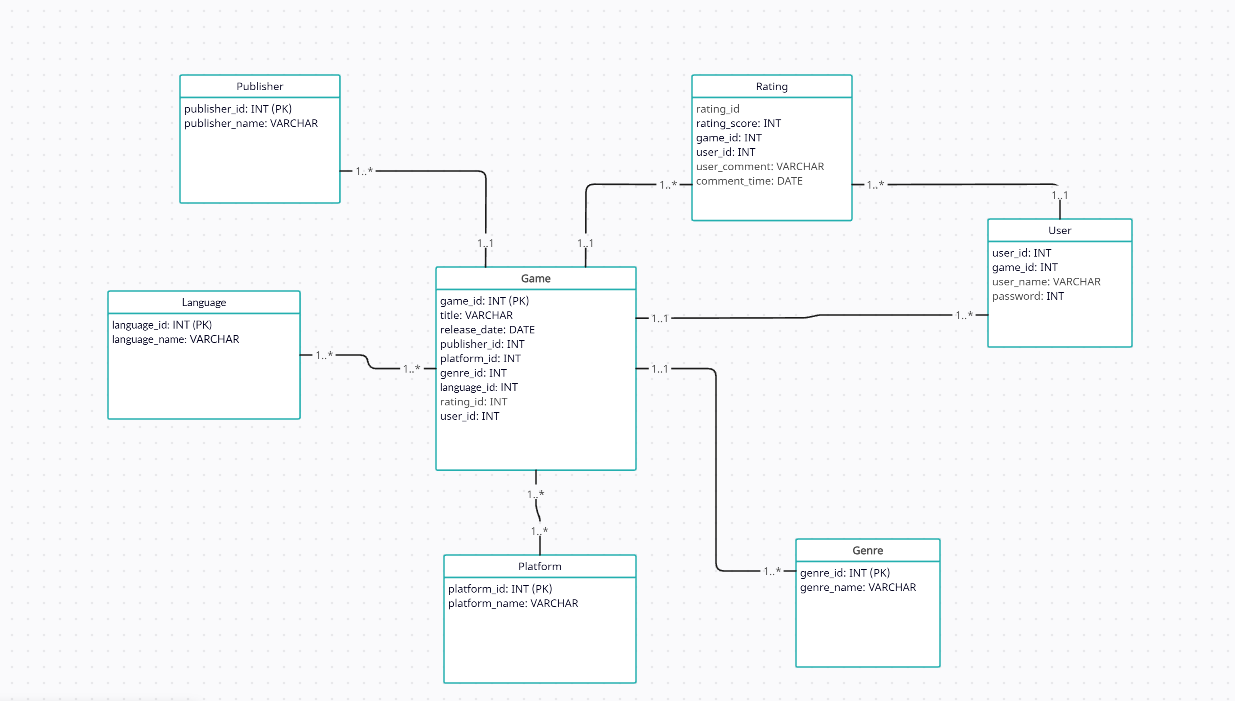 Publisher
publisher_id: INT (PK)
publisher_name: VARCHAR
1..*
1..1
Rating
rating_id
rating_score: INT
game_id: INT
user_id: INT
user_comment: VARCHAR
comment_time: DATE
1..*
1..1
1..*
1..1
User
user_id: INT
game_id: INT
user_name: VARCHAR
password: INT
Language
language_id: INT (PK)
language_name: VARCHAR
1..*
1..*
Game
game_id: INT (PK)
title: VARCHAR
release_date: DATE
publisher_id: INT
platform_id: INT
genre_id: INT
language_id: INT
rating_id: INT
user_id: INT
1..1
1..*
1..1
1..*
1..*
1..*
Platform
platform_id: INT (PK)
platform_name: VARCHAR
Genre
genre_id: INT (PK)
genre_name: VARCHAR